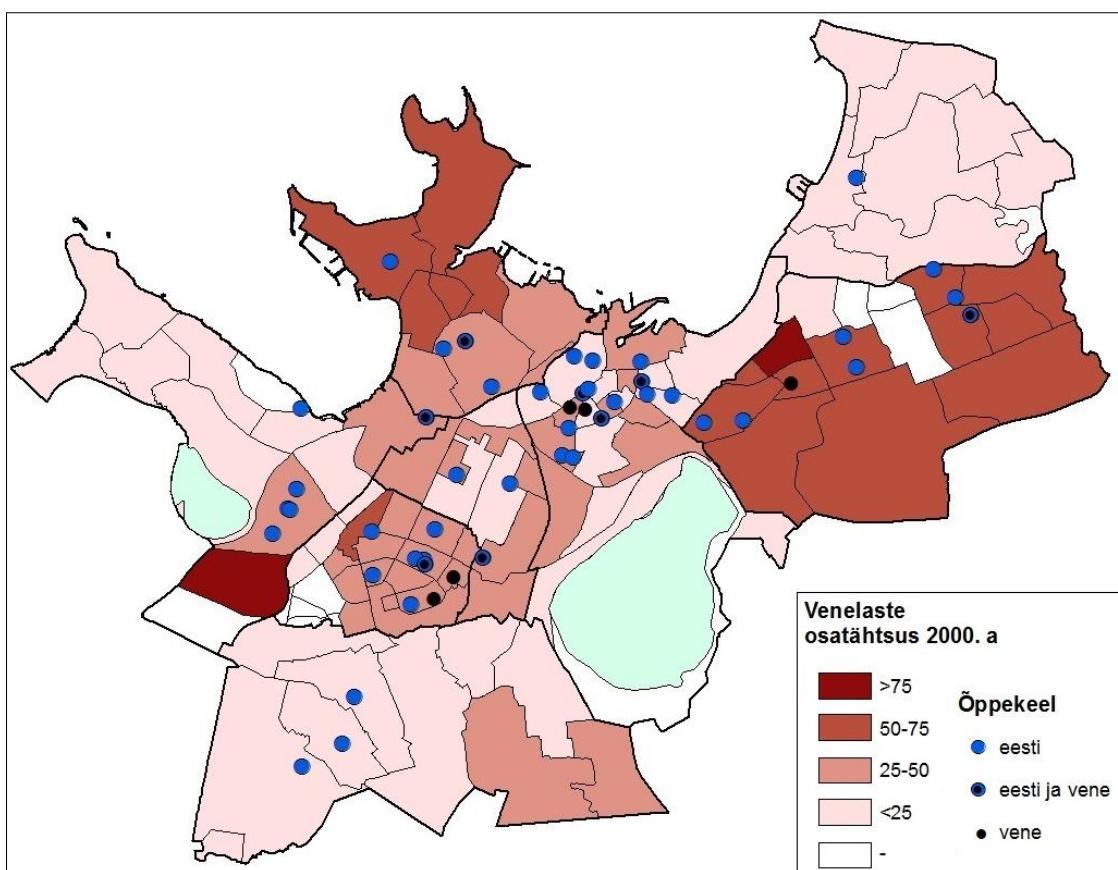 Venelaste
osatähtsus 2000. a
>75
50-75
25-50
<25
-
Õppekeel
eesti
eesti ja vene
vene